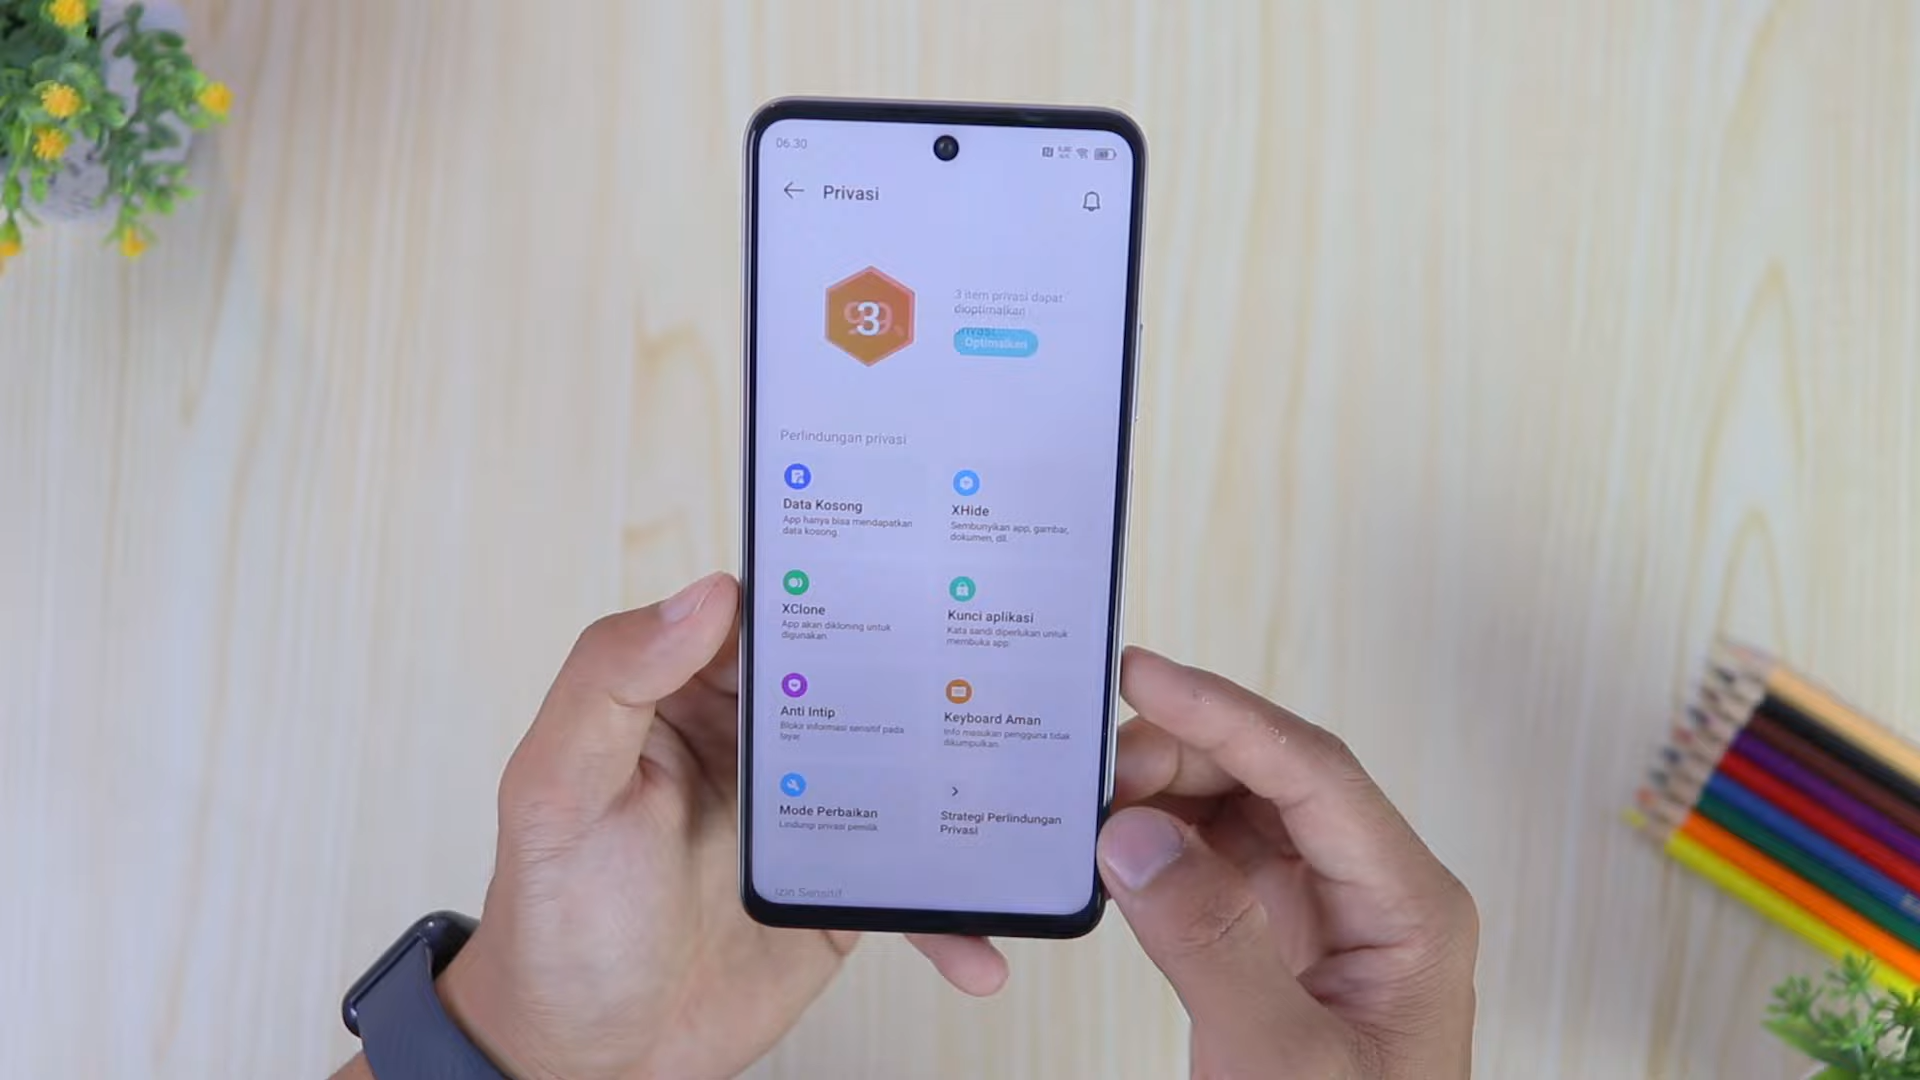 06.30
Privasi
3
3 item privasi dapat
dioptimalkan
Optimalkan
Perlindungan privasi
Data Kosong
App hanya bisa mendapatkan
data kosong.
XHide
Sembunyikan app, gambar,
dokumen, dll.
XClone
App akan dikloning untuk
digunakan.
Kunci aplikasi
Kata sandi diperlukan untuk
membuka app.
Anti Intip
Blokir informasi sensitif pada
layar.
Keyboard Aman
Info masukan pengguna tidak
dikumpulkan.
Mode Perbaikan
Lindungi privasi pemilik
Strategi Perlindungan
Privasi
Izin Sensitif